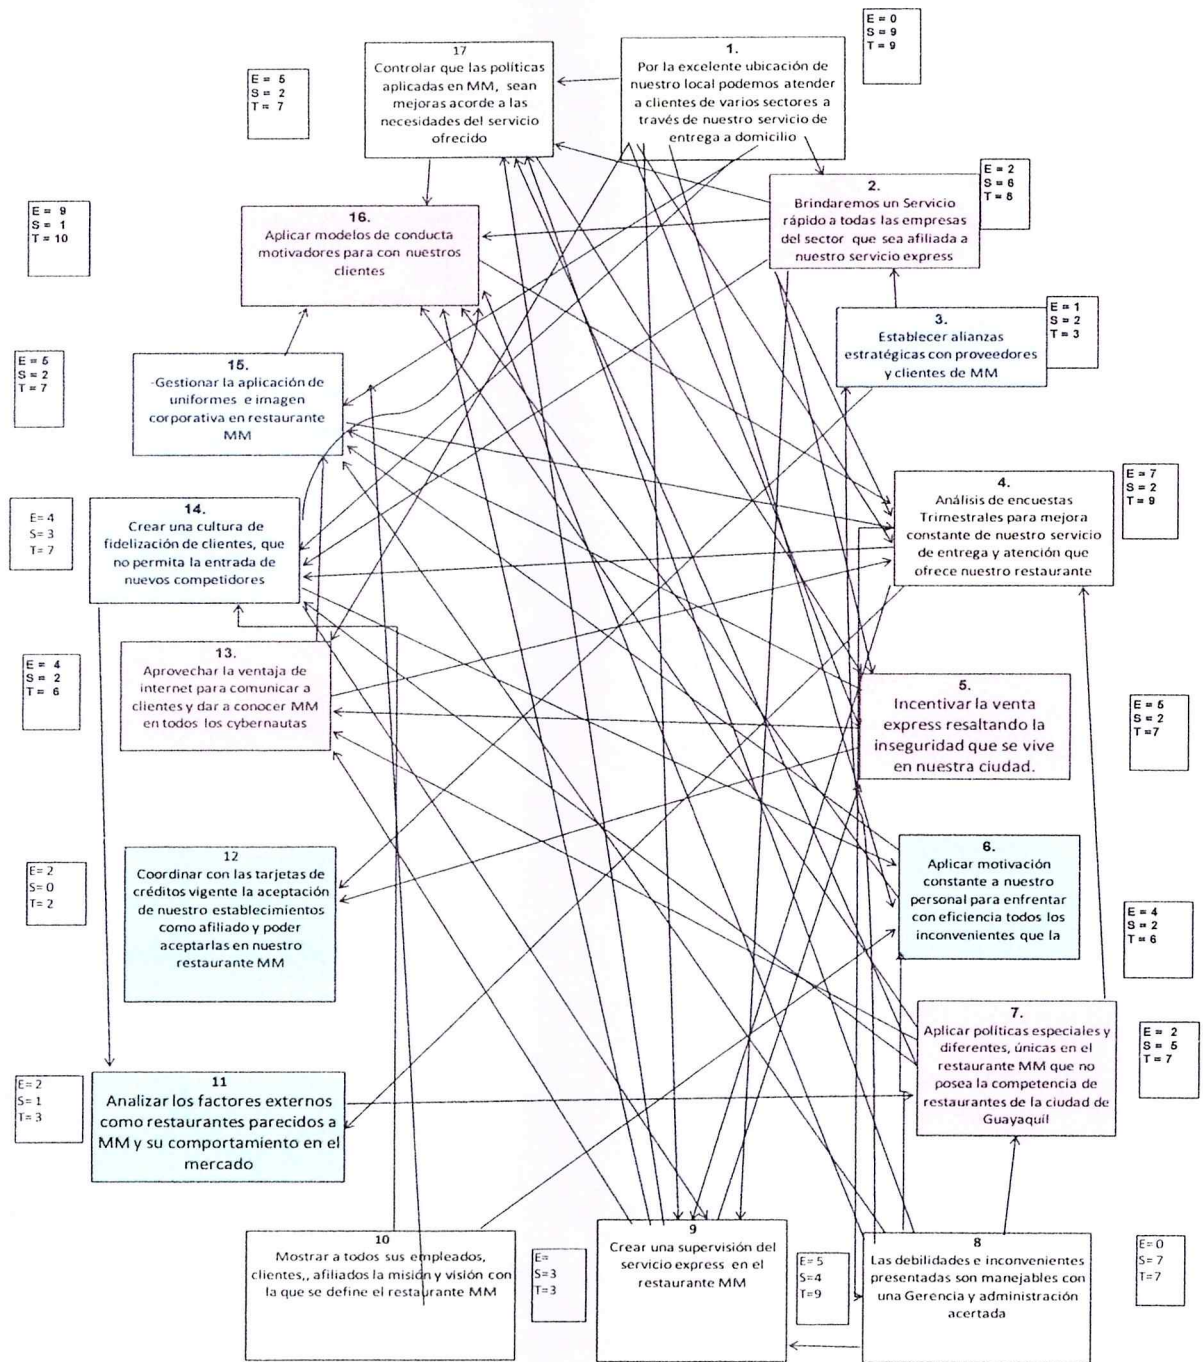 E = 0
S = 9
T = 9
17
Controlar que las políticas
aplicadas en MM, sean
mejoras acorde a las
necesidades del servicio
ofrecido
1.
Por la excelente ubicación de
nuestro local podemos atender
a clientes de varios sectores a
través de nuestro servicio de
entrega a domicilio
E = 5
S = 2
T = 7
E = 2
S = 6
T = 8
2.
Brindaremos un Servicio
rápido a todas las empresas
del sector que sea afiliada a
nuestro servicio express
E = 9
S = 1
T = 10
16.
Aplicar modelos de conducta
motivadores para con nuestros
clientes
E = 1
S = 2
T = 3
3.
Establecer alianzas
estratégicas con proveedores
y clientes de MM
E = 5
S = 2
T = 7
15.
-Gestionar la aplicación de
uniformes e imagen
corporativa en restaurante
MM
E = 7
S = 2
T = 9
4.
Análisis de encuestas
Trimestrales para mejora
constante de nuestro servicio
de entrega y atención que
ofrece nuestro restaurante
E= 4
S= 3
T= 7
14.
Crear una cultura de
fidelización de clientes, que
no permita la entrada de
nuevos competidores
E = 4
S = 2
T = 6
13.
Aprovechar la ventaja de
internet para comunicar a
clientes y dar a conocer MM
en todos los cybernautas
5.
Incentivar la venta
express resaltando la
inseguridad que se vive
en nuestra ciudad.
E = 5
S = 2
T =7
E= 2
S= 0
T= 2
12
Coordinar con las tarjetas de
créditos vigente la aceptación
de nuestro establecimientos
como afiliado y poder
aceptarlas en nuestro
restaurante MM
6.
Aplicar motivación
constante a nuestro
personal para enfrentar
con eficiencia todos los
inconvenientes que la
E = 4
S = 2
T = 6
7.
Aplicar políticas especiales y
diferentes, únicas en el
restaurante MM que no
posea la competencia de
restaurantes de la ciudad de
Guayaquil
E = 2
S = 5
T = 7
E= 2
S= 1
T= 3
11
Analizar los factores externos
como restaurantes parecidos a
MM y su comportamiento en el
mercado
10
Mostrar a todos sus empleados,
clientes,, afiliados la misión y visión con
la que se define el restaurante MM
E=
S=3
T=3
9
Crear una supervisión del
servicio express en el
restaurante MM
E= 5
S= 4
T=9
8
Las debilidades e inconvenientes
presentadas son manejables con
una Gerencia y administración
acertada
E= 0
S= 7
T= 7